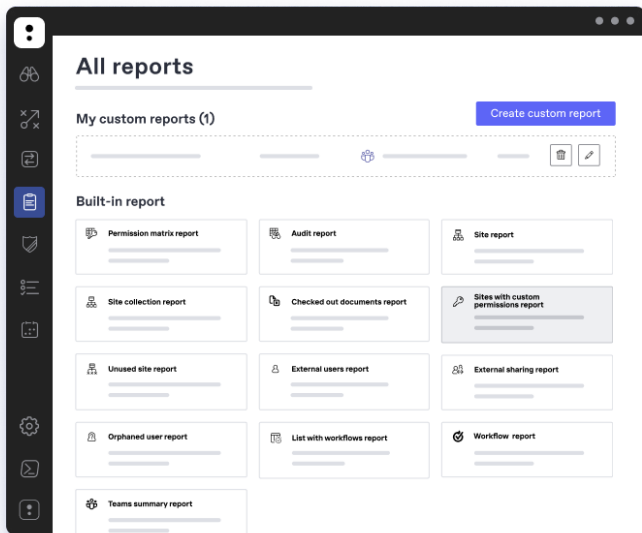 All reports
My custom reports (1)
Create custom report
Built-in report
Permission matrix report
Audit report
Site report
Site collection report
Checked out documents report
Sites with custom
permissions report
Unused site report
External users report
External sharing report
Orphaned user report
List with workflows report
Workflow report
Teams summary report